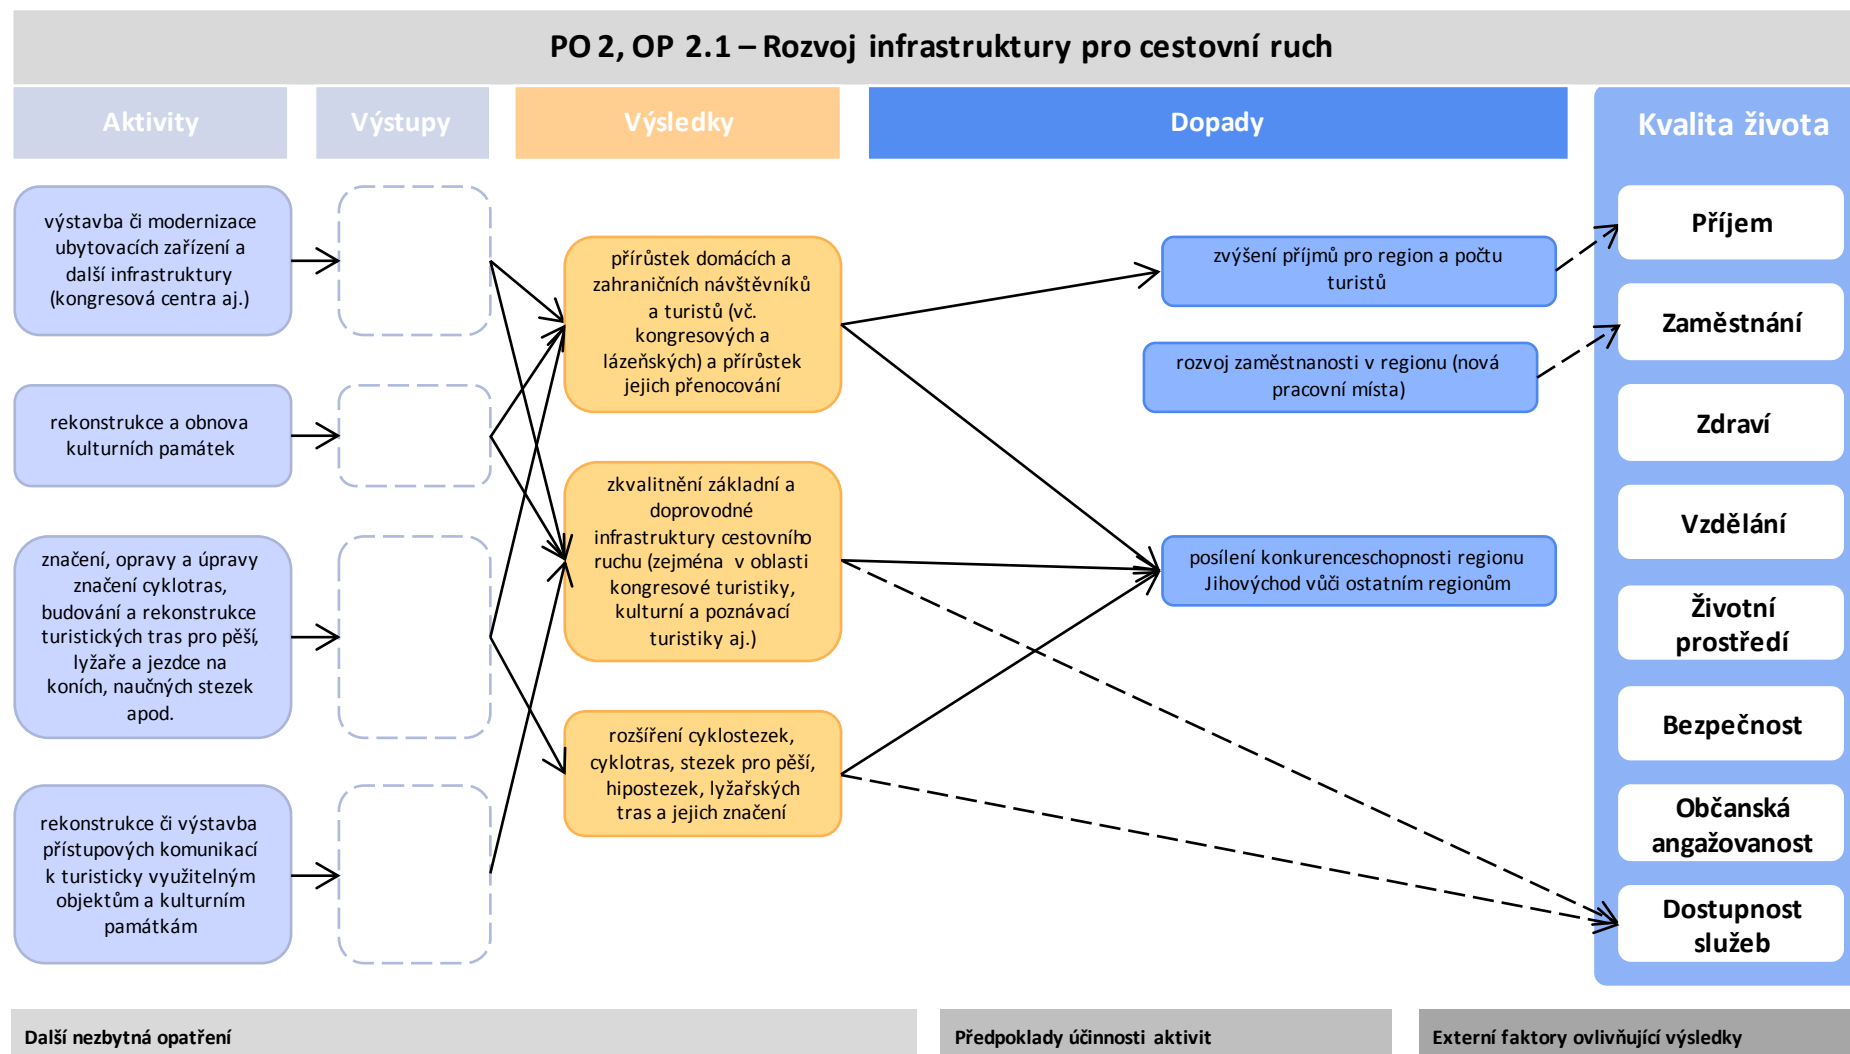 PO 2, OP 2.1 – Rozvoj infrastruktury pro cestovní ruch
Aktivity
Výstupy
Výsledky
Dopady
Kvalita života
výstavba či modernizace
ubytovacích zařízení a
další infrastruktury
(kongresová centra aj.)
rekonstrukce a obnova
kulturních památek
značení, opravy a úpravy
značení cyklotras,
budování a rekonstrukce
turistických tras pro pěší,
lyžaře a jezdce na
koních, naučných stezek
apod.
rekonstrukce či výstavba
přístupových komunikací
k turisticky využitelným
objektům a kulturním
památkám
přírůstek domácích a
zahraničních návštěvníků
a turistů (vč.
kongresových a
lázeňských) a přírůstek
jejich přenocování
zkvalitnění základní a
doprovodné
infrastruktury cestovního
ruchu (zejména v oblasti
kongresové turistiky,
kulturní a poznávací
turistiky aj.)
rozšíření cyklostezek,
cyklotras, stezek pro pěší,
hipostezek, lyžařských
tras a jejich značení
zvýšení příjmů pro region a počtu
turistů
rozvoj zaměstnanosti v regionu (nová
pracovní místa)
posílení konkurenceschopnosti regionu
Jihovýchod vůči ostatním regionům
Příjem
Zaměstnání
Zdraví
Vzdělání
Životní
prostředí
Bezpečnost
Občanská
angažovanost
Dostupnost
služeb
Další nezbytná opatření
Předpoklady účinnosti aktivit
Externí faktory ovlivňující výsledky